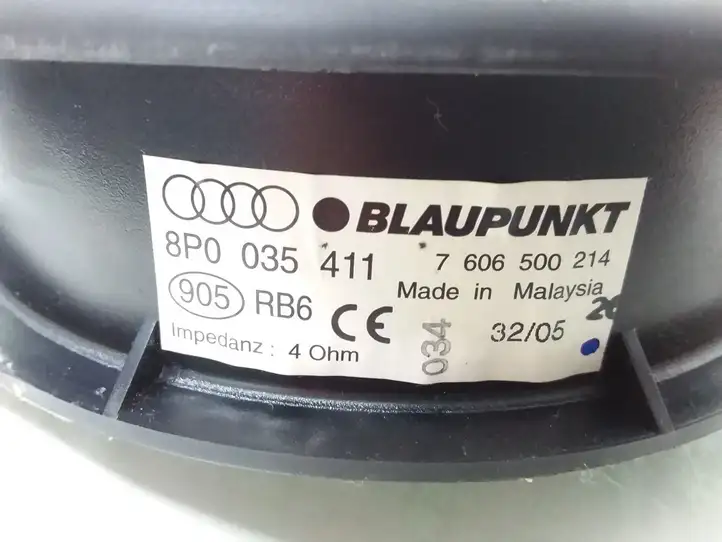 BLAUPUNKT
8P0 035 411 7 606 500 214
905 RB6 CE Made in Malaysia
Impedanz : 4 Ohm 034 32/05